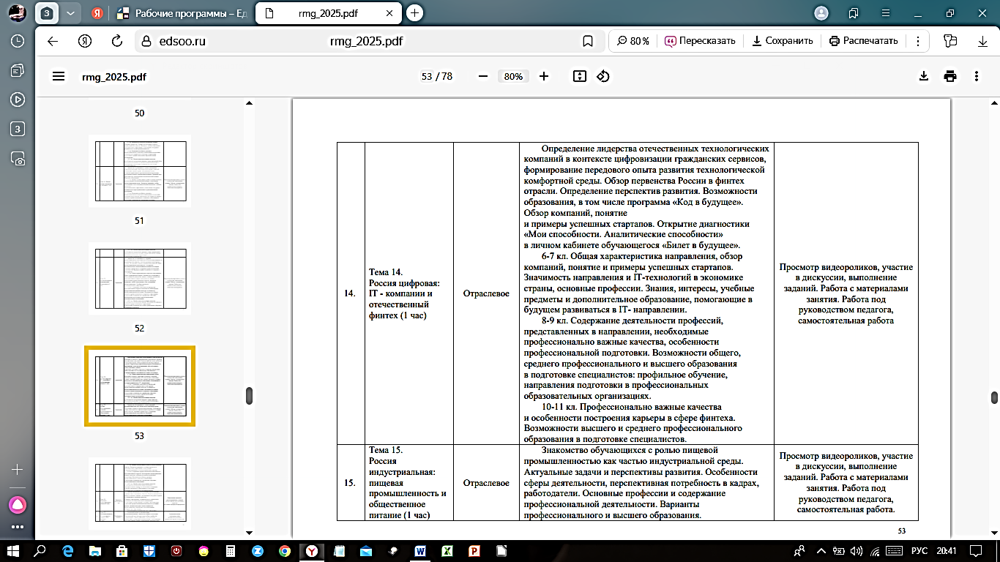 3
Рабочие программы – Ед
rmg_2025.pdf
edsoo.ru
rmg_2025.pdf
80%
Пересказать
Сохранить
Распечатать
rmg_2025.pdf
53 / 78
80%
50
51
52
53
3
Определение лидерства отечественных технологических
компаний в контексте цифровизации гражданских сервисов,
формирование передового опыта развития технологической
комфортной среды. Обзор первенства России в финтех
отрасли. Определение перспектив развития. Возможности
образования, в том числе программа «Код в будущее».
Обзор компаний, понятие
и примеры успешных стартапов. Открытие диагностики
«Мои способности. Аналитические способности»
в личном кабинете обучающегося «Билет в будущее».
6-7 кл. Общая характеристика направления, обзор
компаний, понятие и примеры успешных стартапов.
Значимость направления и IT-технологий в экономике
страны, основные профессии. Знания, интересы, учебные
предметы и дополнительное образование, помогающие в
будущем развиваться в IT- направлении.
8-9 кл. Содержание деятельности профессий,
представленных в направлении, необходимые
профессионально важные качества, особенности
профессиональной подготовки. Возможности общего,
среднего профессионального и высшего образования
в подготовке специалистов: профильное обучение,
направления подготовки в профессиональных
образовательных организациях.
10-11 кл. Профессионально важные качества
и особенности построения карьеры в сфере финтеха.
Возможности высшего и среднего профессионального
образования в подготовке специалистов.
14.
Тема 14.
Россия цифровая:
IT - компании и
отечественный
финтех (1 час)
Отраслевое
Просмотр видеороликов, участие
в дискуссии, выполнение
заданий. Работа с материалами
занятия. Работа под
руководством педагога,
самостоятельная работа
15.
Тема 15.
Россия
индустриальная:
пищевая
промышленность и
общественное
питание (1 час)
Отраслевое
Знакомство обучающихся с ролью пищевой
промышленностью как частью индустриальной среды.
Актуальные задачи и перспективы развития. Особенности
сферы деятельности, перспективная потребность в кадрах,
работодатели. Основные профессии и содержание
профессиональной деятельности. Варианты
профессионального и высшего образования.
Просмотр видеороликов, участие
в дискуссии, выполнение
заданий. Работа с материалами
занятия. Работа под
руководством педагога,
самостоятельная работа.
53
РУС
20:41